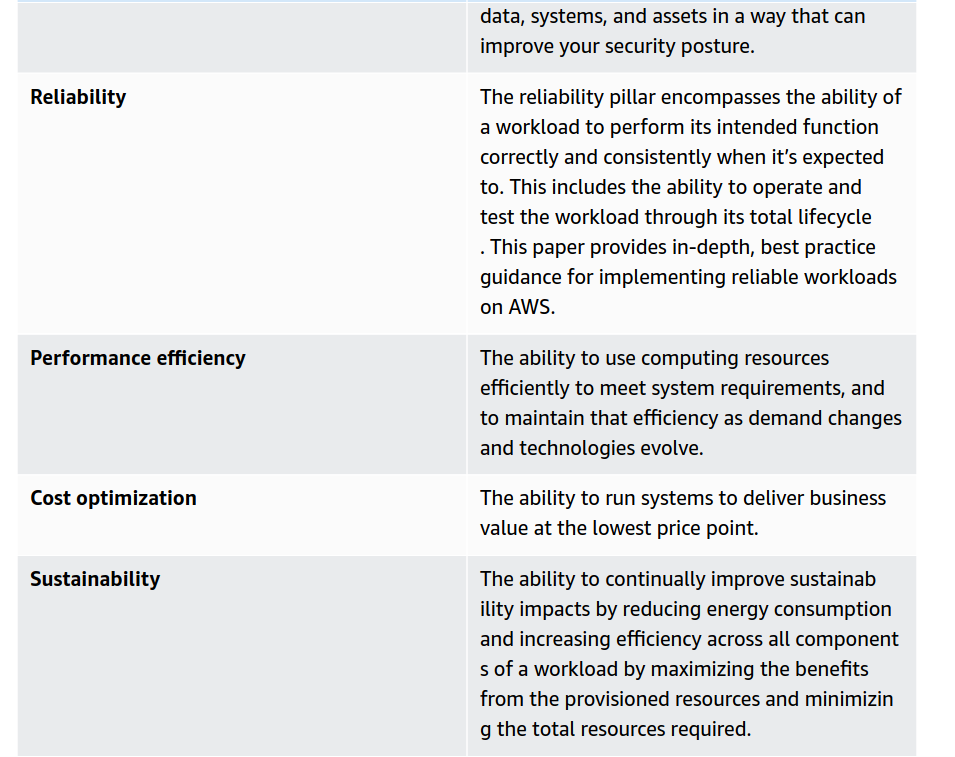 data, systems, and assets in a way that can
improve your security posture.
Reliability
The reliability pillar encompasses the ability of
a workload to perform its intended function
correctly and consistently when it’s expected
to. This includes the ability to operate and
test the workload through its total lifecycle
. This paper provides in-depth, best practice
guidance for implementing reliable workloads
on AWS.
Performance efficiency
The ability to use computing resources
efficiently to meet system requirements, and
to maintain that efficiency as demand changes
and technologies evolve.
Cost optimization
The ability to run systems to deliver business
value at the lowest price point.
Sustainability
The ability to continually improve sustainab
ility impacts by reducing energy consumption
and increasing efficiency across all component
s of a workload by maximizing the benefits
from the provisioned resources and minimizin
g the total resources required.